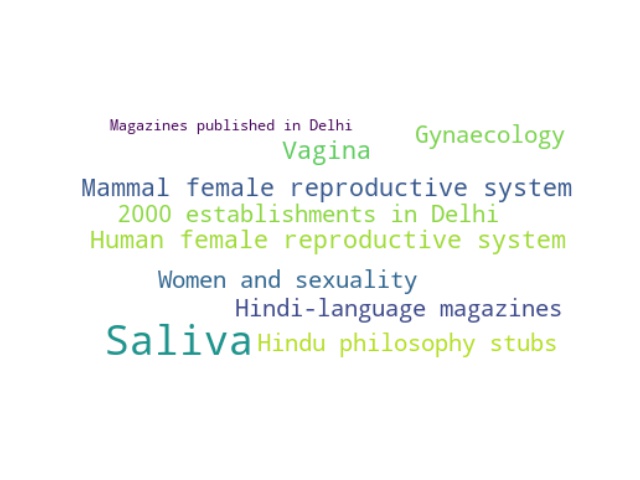 Magazines published in Delhi
Gynaecology
Vagina
Mammal female reproductive system
2000 establishments in Delhi
Human female reproductive system
Women and sexuality
Hindi-language magazines
Saliva
Hindu philosophy stubs